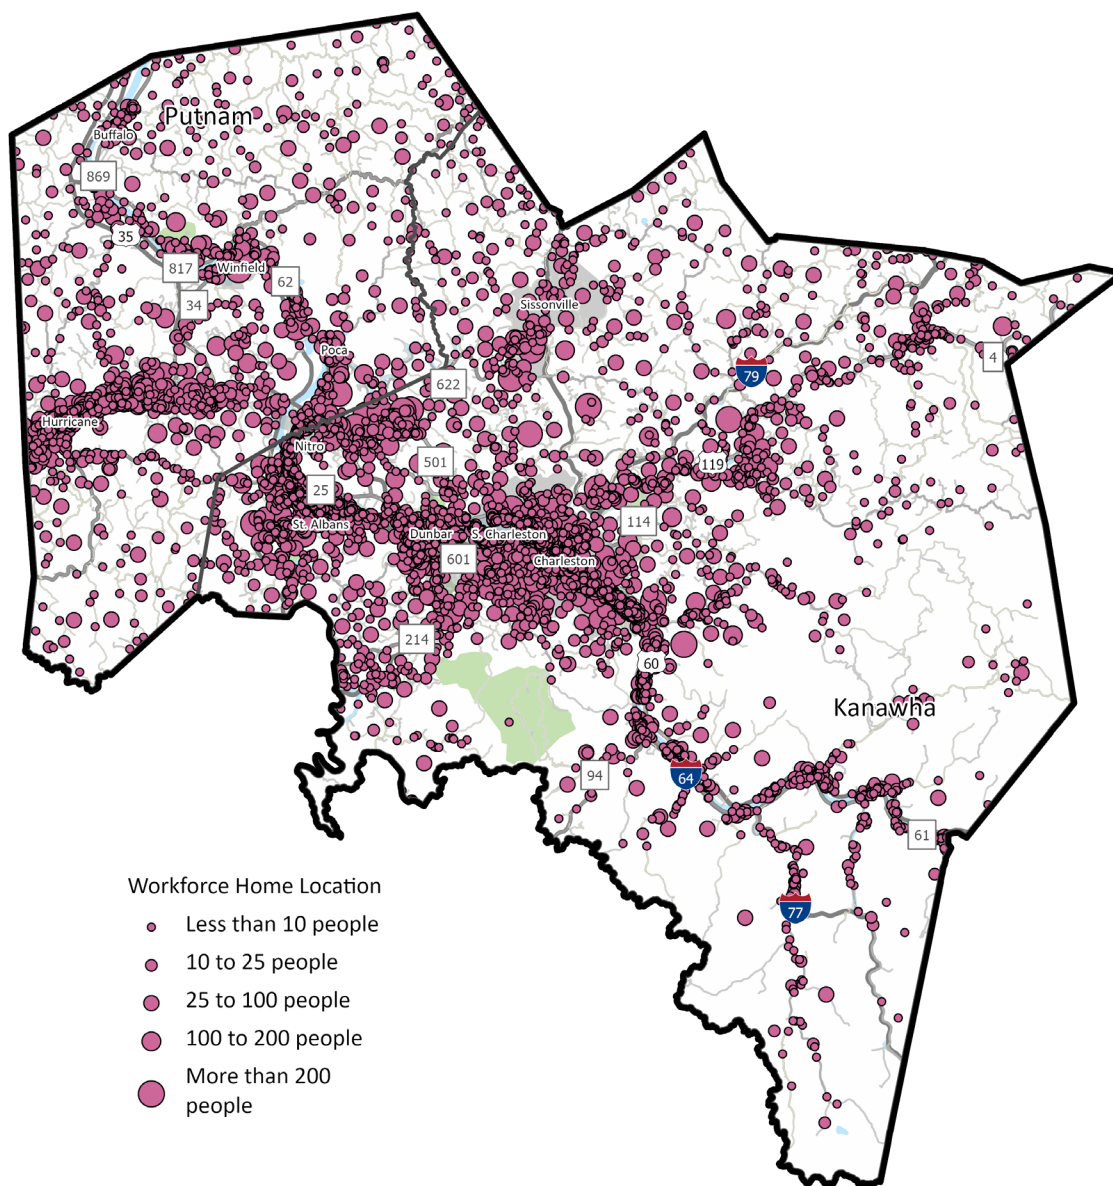 Putnam
Buffalo
869
35
817
Winfield
62
34
Sissonville
Poca
4
79
622
Hurricane
Nitro
501
119
25
114
St. Albans
Dunbar
S. Charleston
601
Charleston
214
60
Kanawha
94
64
61
77
Workforce Home Location
Less than 10 people
10 to 25 people
25 to 100 people
100 to 200 people
More than 200
people